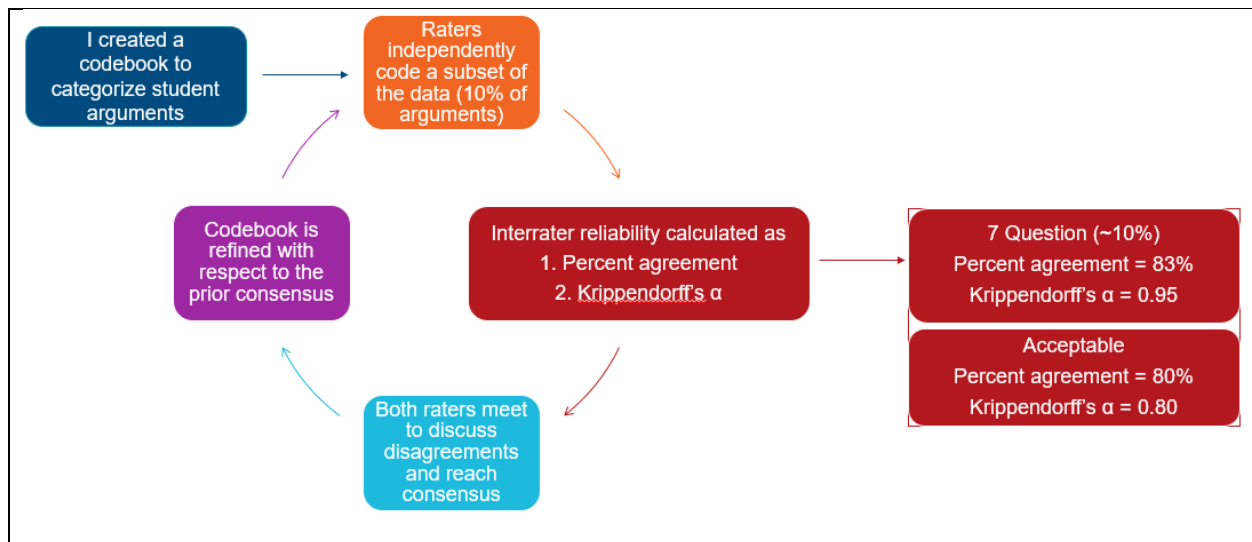 I created a
codebook to
categorize student
arguments
Raters
independently
code a subset of
the data (10% of
arguments)
Interrater reliability calculated as
1. Percent agreement
2. Krippendorff's α
7 Question (~10%)
Percent agreement = 83%
Krippendorff's α = 0.95
Acceptable
Percent agreement = 80%
Krippendorff's α = 0.80
Both raters meet
to discuss
disagreements
and reach
consensus
Codebook is
refined with
respect to the
prior consensus